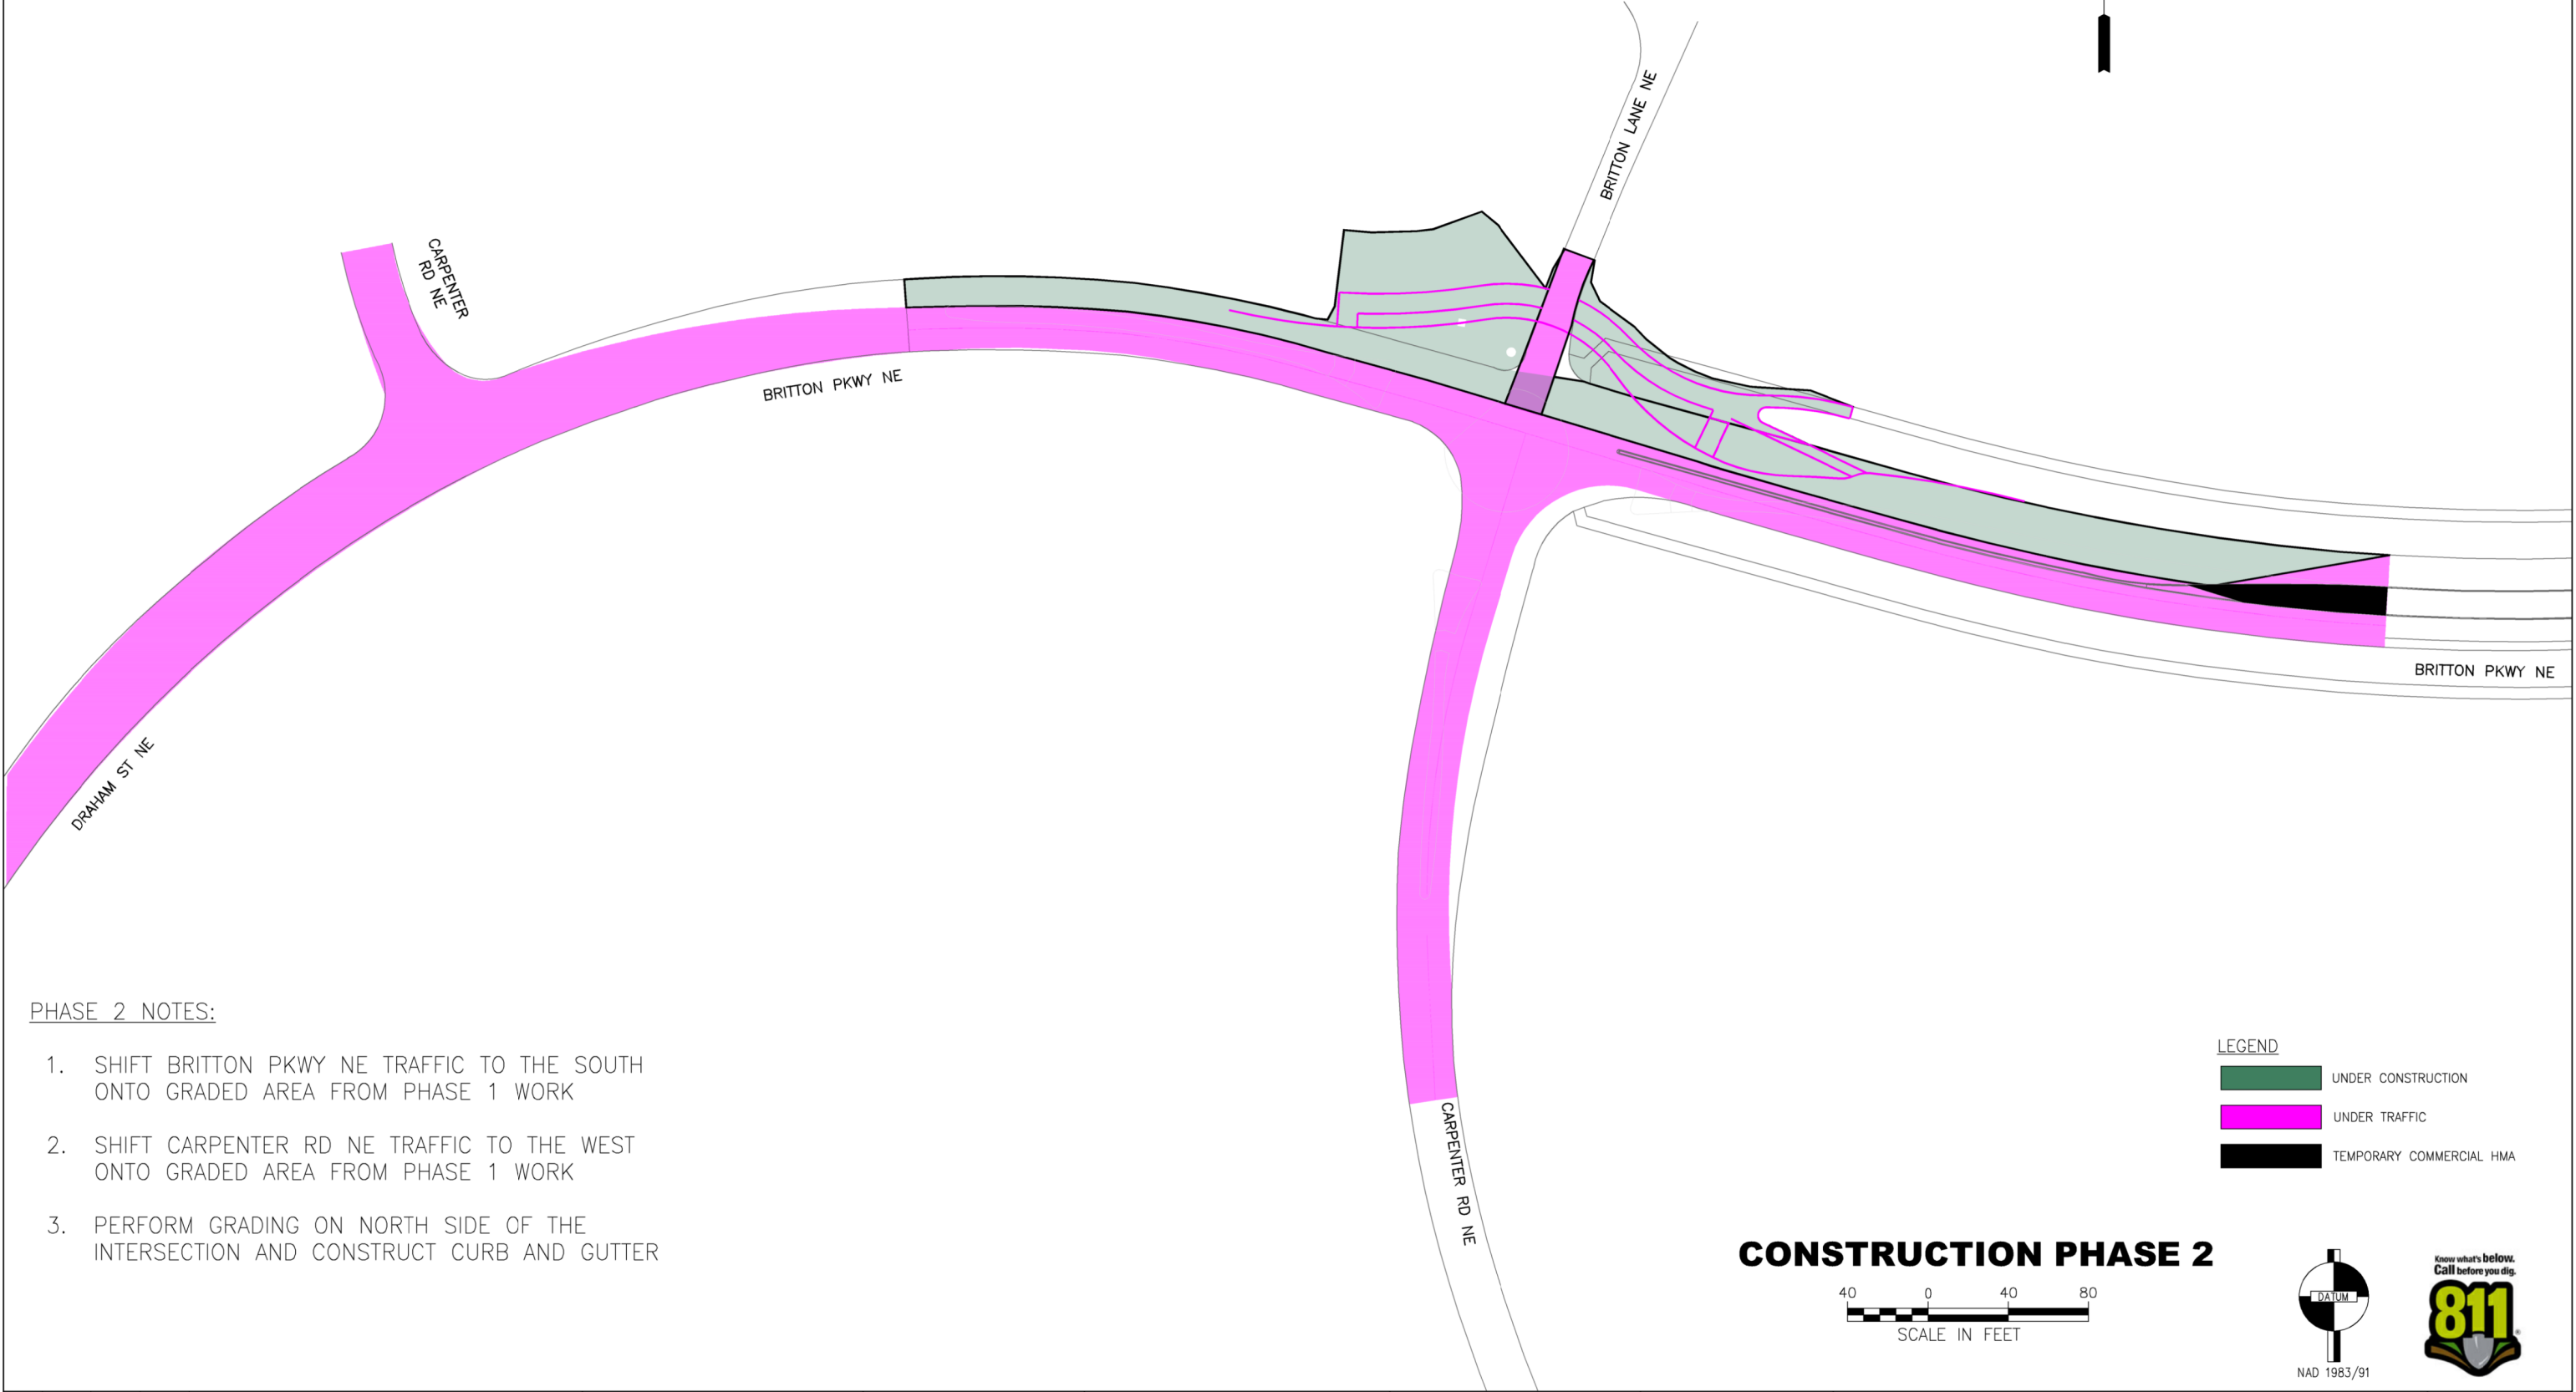 BRITTON LANE NE
CARPENTER
RD NE
BRITTON PKWY NE
BRITTON PKWY NE
DRAHAM ST NE
CARPENTER RD NE
PHASE 2 NOTES:
1. SHIFT BRITTON PKWY NE TRAFFIC TO THE SOUTH
ONTO GRADED AREA FROM PHASE 1 WORK
2. SHIFT CARPENTER RD NE TRAFFIC TO THE WEST
ONTO GRADED AREA FROM PHASE 1 WORK
3. PERFORM GRADING ON NORTH SIDE OF THE
INTERSECTION AND CONSTRUCT CURB AND GUTTER
LEGEND
UNDER CONSTRUCTION
UNDER TRAFFIC
TEMPORARY COMMERCIAL HMA
CONSTRUCTION PHASE 2
40 0 40 80
SCALE IN FEET
DATUM
NAD 1983/91
Know what's below.
Call before you dig.
811®